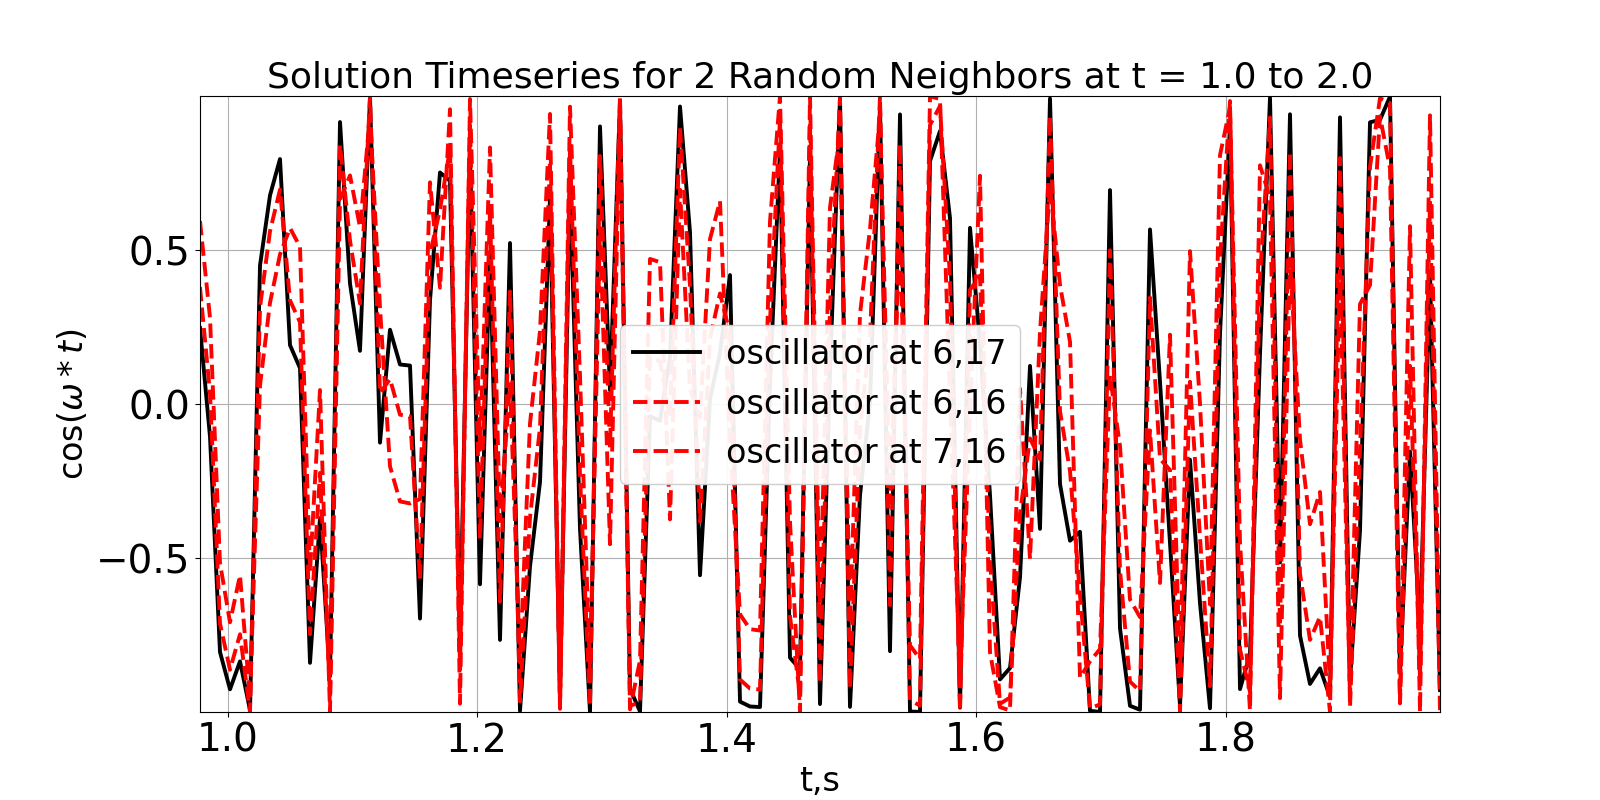 Solution Timeseries for 2 Random Neighbors at t = 1.0 to 2.0
cos(ω * t)
0.5
0.0
−0.5
oscillator at 6,17
oscillator at 6,16
oscillator at 7,16
1.0 1.2 1.4 1.6 1.8
t,s